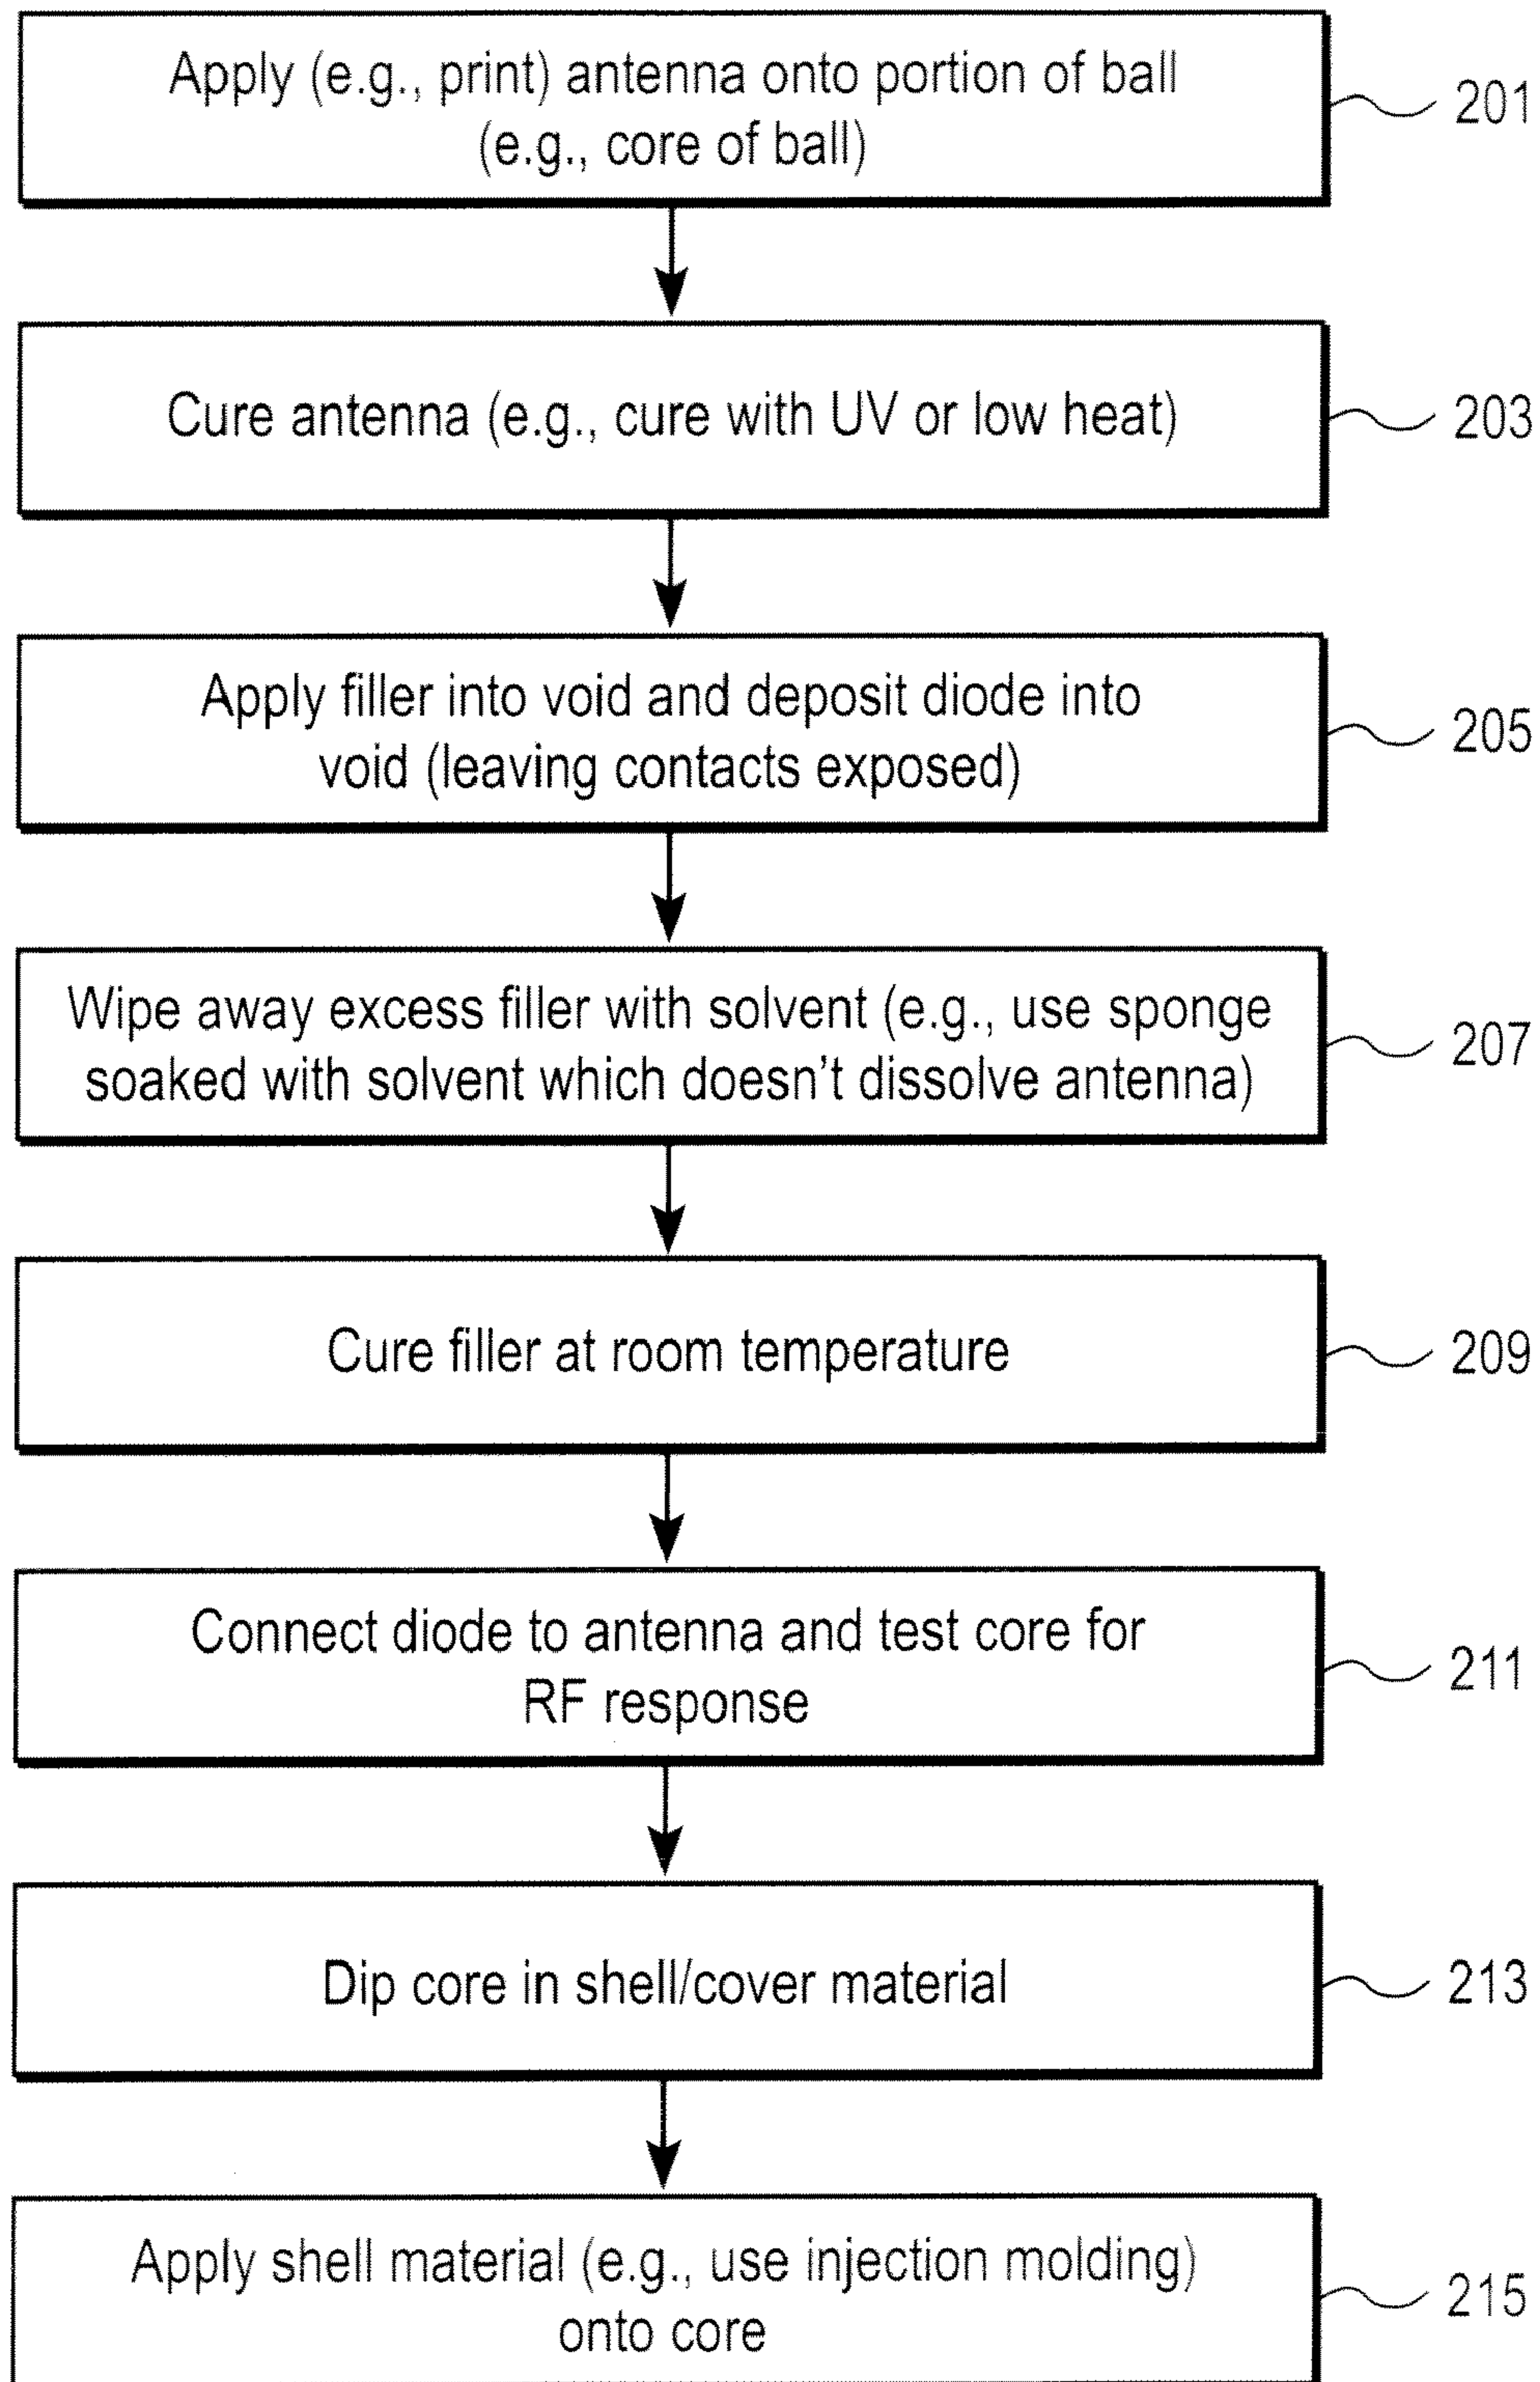 Apply (e.g., print) antenna onto portion of ball
(e.g., core of ball)
201
Cure antenna (e.g., cure with UV or low heat)
203
Apply filler into void and deposit diode into
void (leaving contacts exposed)
205
Wipe away excess filler with solvent (e.g., use sponge
soaked with solvent which doesn't dissolve antenna)
207
Cure filler at room temperature
209
Connect diode to antenna and test core for
RF response
211
Dip core in shell/cover material
213
Apply shell material (e.g., use injection molding)
onto core
215